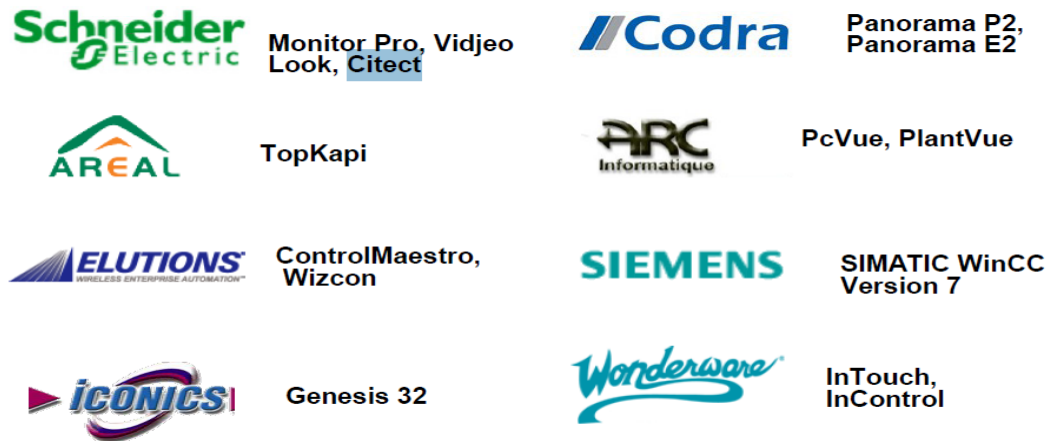 Schneider
Electric
Monitor Pro, Vidjeo
Look, Citect
Codra
Panorama P2,
Panorama E2
AREAL
TopKapi
ARC
Informatique
PcVue, PlantVue
ELUTIONS
WIRELESS ENTERPRISE AUTOMATION™
ControlMaestro,
Wizcon
SIEMENS
SIMATIC WinCC
Version 7
iCONICS
Genesis 32
Wonderware®
InTouch,
InControl